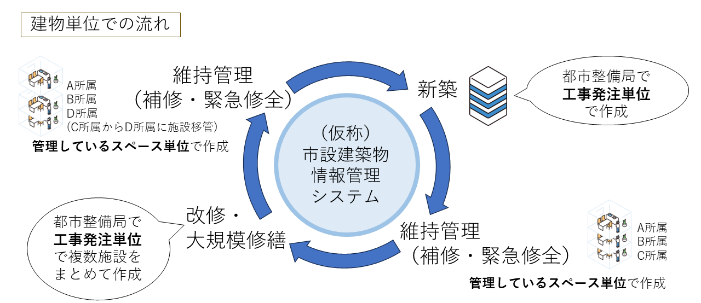 建物単位での流れ
A所属
B所属
D所属
(C所属からD所属に施設移管)
管理しているスペース単位で作成
維持管理
（補修・緊急修全）
新築
都市整備局で
工事発注単位
で作成
（仮称）
市設建築物
情報管理
システム
都市整備局で
工事発注単位
で複数施設を
まとめて作成
改修・
大規模修繕
維持管理
（補修・緊急修全）
A所属
B所属
C所属
管理しているスペース単位で作成